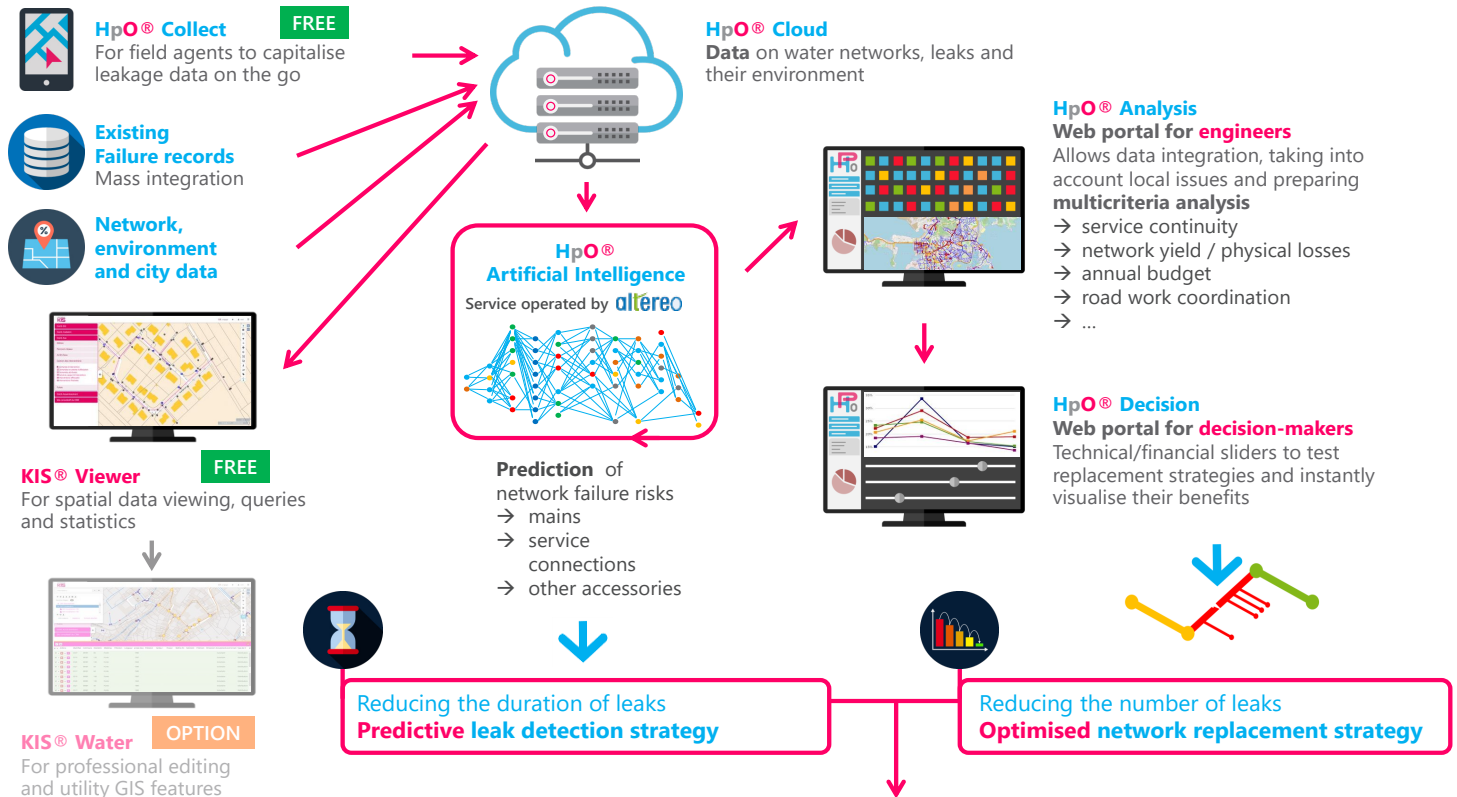 HpO® Collect
FREE
For field agents to capitalise
leakage data on the go
Existing
Failure records
Mass integration
Network,
environment
and city data
HpO® Cloud
Data on water networks, leaks and
their environment
HpO®
Artificial Intelligence
Service operated by altereo
HpO® Analysis
Web portal for engineers
Allows data integration, taking into
account local issues and preparing
multicriteria analysis
→ service continuity
→ network yield / physical losses
→ annual budget
→ road work coordination
→ ...
KIS® Viewer
FREE
For spatial data viewing, queries
and statistics
Prediction of
network failure risks
→ mains
→ service
connections
→ other accessories
HpO® Decision
Web portal for decision-makers
Technical/financial sliders to test
replacement strategies and instantly
visualise their benefits
KIS® Water
OPTION
For professional editing
and utility GIS features
Reducing the duration of leaks
Predictive leak detection strategy
Reducing the number of leaks
Optimised network replacement strategy